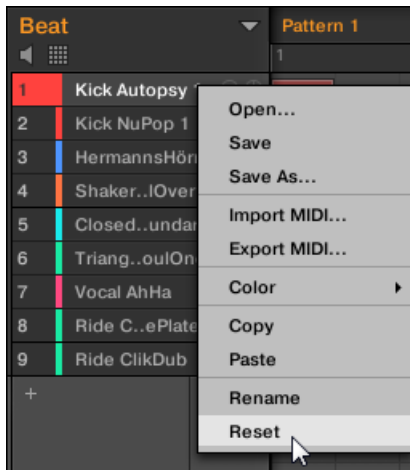 Beat
Pattern 1
1
1 Kick Autopsy
2 Kick NuPop 1
3 HermannsHörn
4 Shaker..lOver
5 Closed..undar
6 Triang..oulOn
7 Vocal AhHa
8 Ride C..ePlate
9 Ride ClikDub
+
Open...
Save
Save As...
Import MIDI...
Export MIDI...
Color
Copy
Paste
Rename
Reset